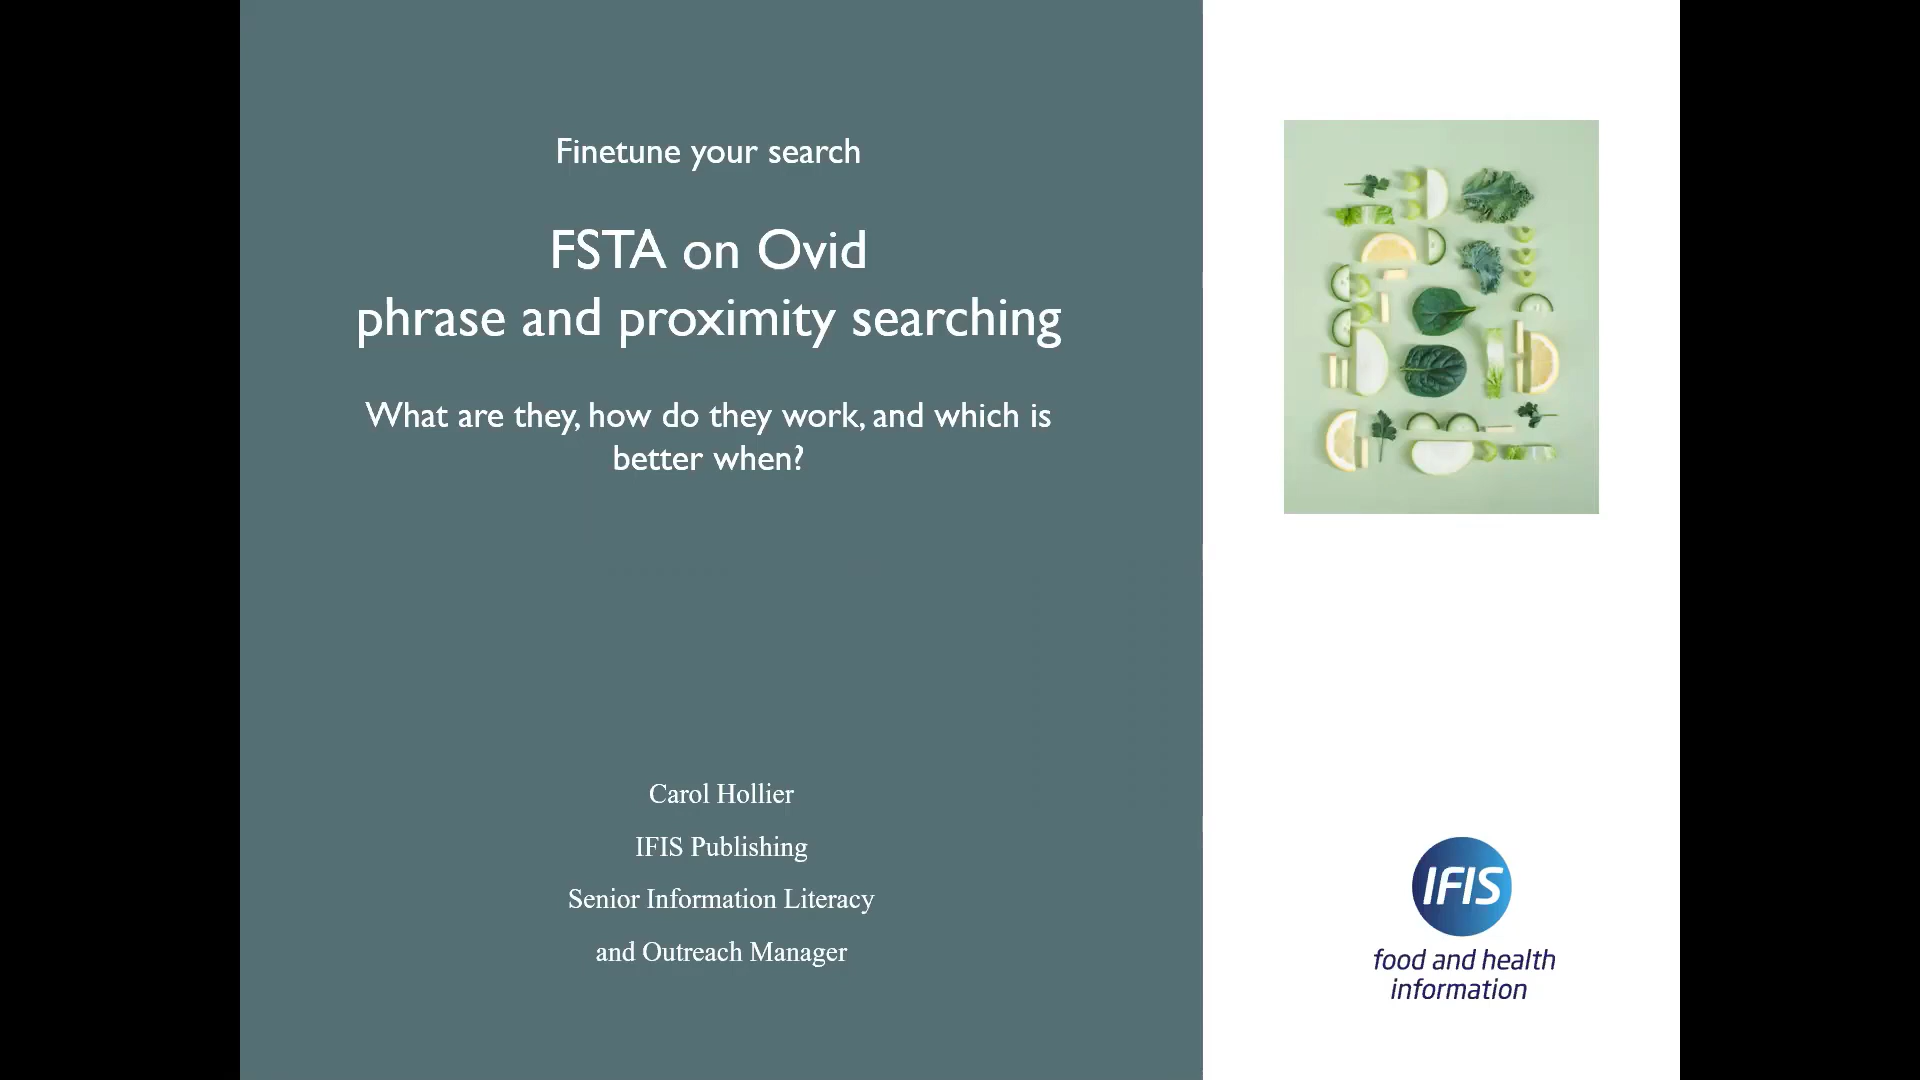 Finetune your search
FSTA on Ovid
phrase and proximity searching
What are they, how do they work, and which is
better when?
Carol Hollier
IFIS Publishing
Senior Information Literacy
and Outreach Manager
IFIS
food and health
information